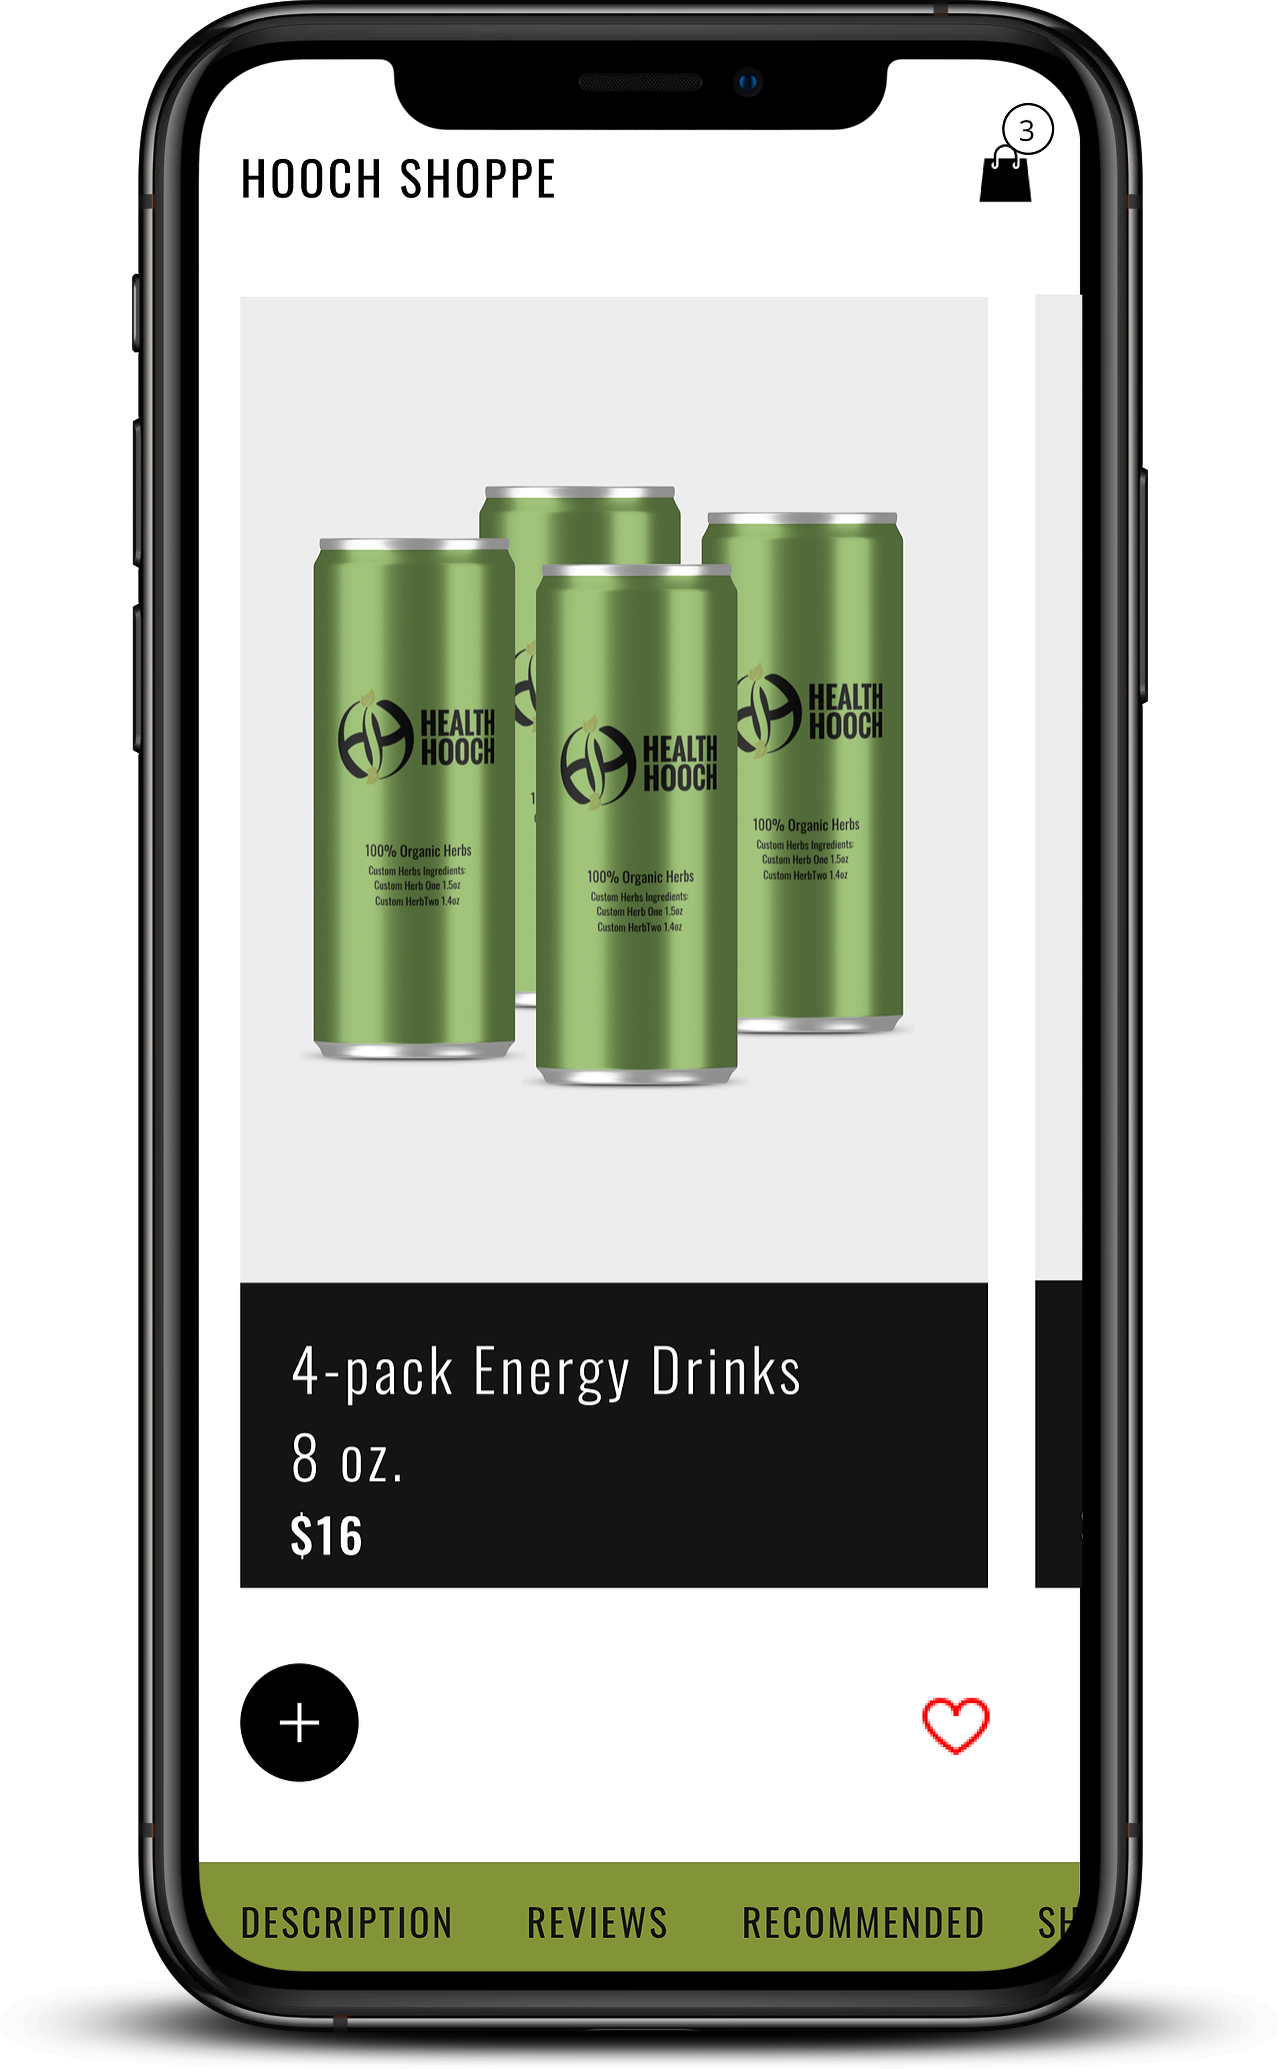 3
HOOCH SHOPPE
HEALTH
HOOCH
100% Organic Herbs
Custom Herbs Ingredients:
Custom Herb One 1.5oz
Custom HerbTwo 1.4oz
HEALTH
HOOCH
100% Organic Herbs
Custom Herbs Ingredients:
Custom Herb One 1.5oz
Custom HerbTwo 1.4oz
HEALTH
HOOCH
100% Organic Herbs
Custom Herbs Ingredients:
Custom Herb One 1.5oz
Custom HerbTwo 1.4oz
4-pack Energy Drinks
8 oz.
$16
DESCRIPTION REVIEWS RECOMMENDED